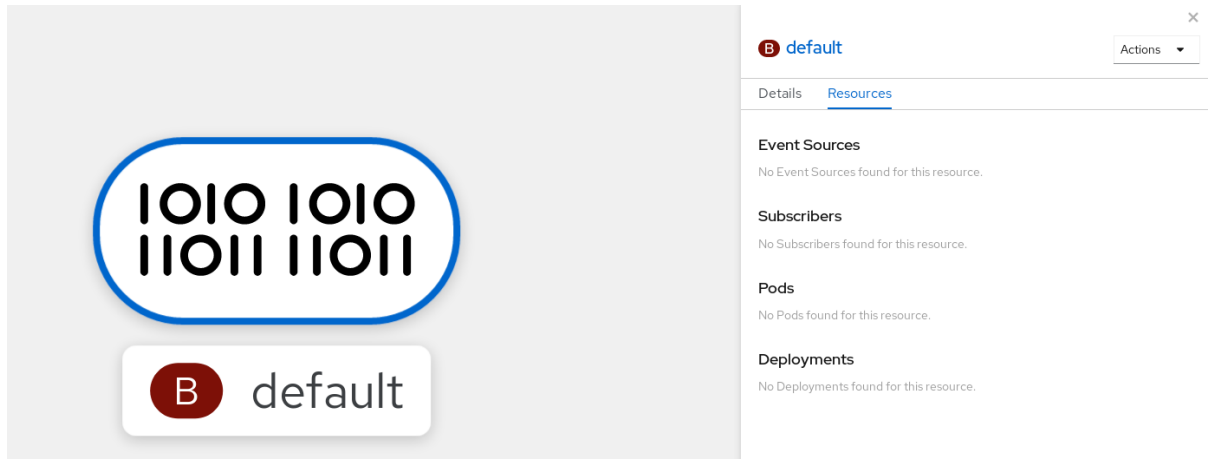 1010 1010
11011 11011
B default
B default
Actions
Details Resources
Event Sources
No Event Sources found for this resource.
Subscribers
No Subscribers found for this resource.
Pods
No Pods found for this resource.
Deployments
No Deployments found for this resource.